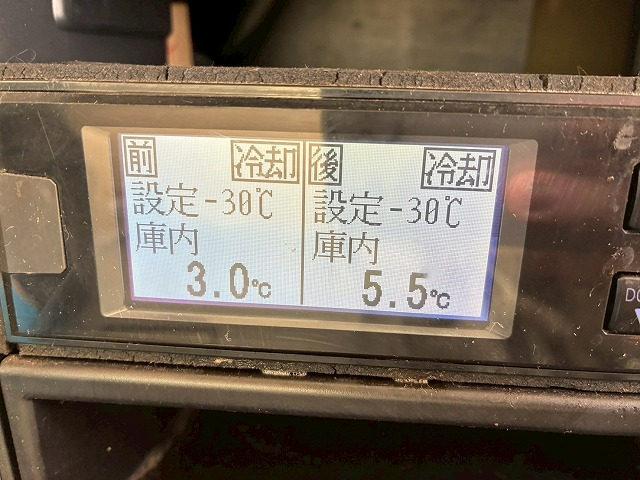 前 冷却
設定-30℃
庫内
3.0℃
後 冷却
設定-30℃
庫内
5.5℃